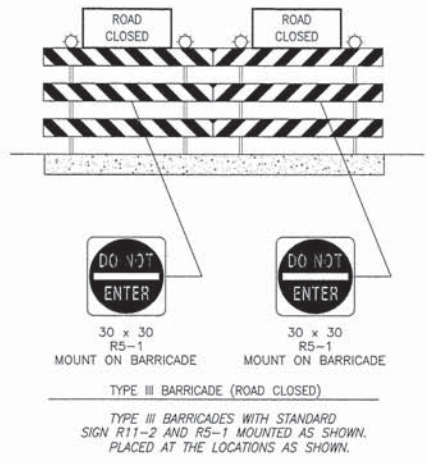 ROAD
CLOSED
ROAD
CLOSED
DO NOT
ENTER
DO NOT
ENTER
30 x 30
R5-1
MOUNT ON BARRICADE
30 x 30
R5-1
MOUNT ON BARRICADE
TYPE III BARRICADE (ROAD CLOSED)
TYPE III BARRICADES WITH STANDARD
SIGN R11-2 AND R5-1 MOUNTED AS SHOWN.
PLACED AT THE LOCATIONS AS SHOWN.